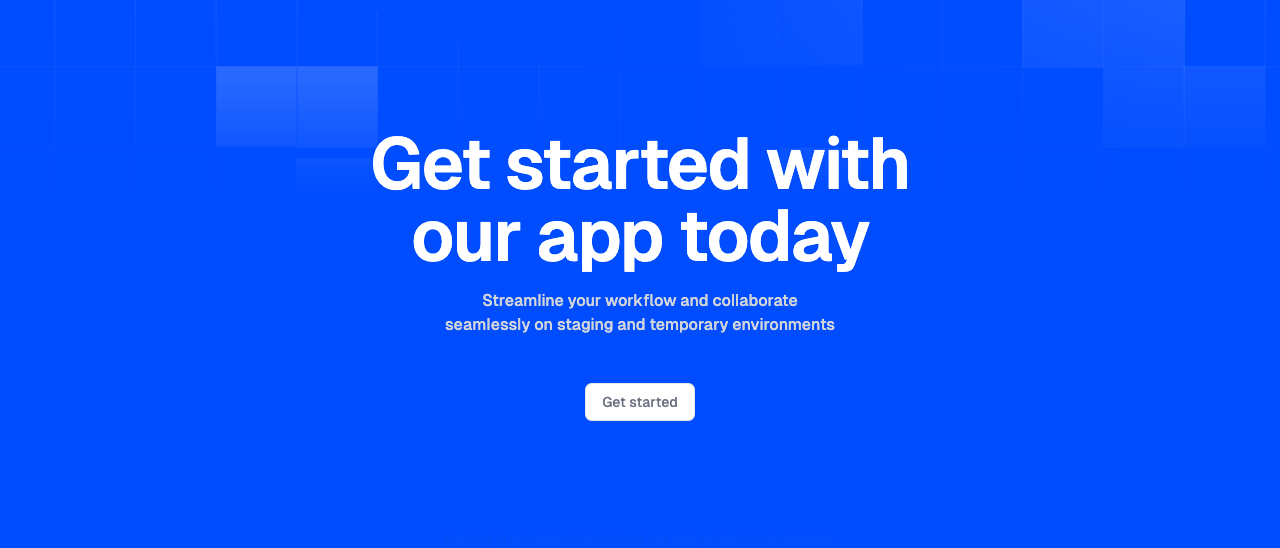 Get started with
our app today
Streamline your workflow and collaborate
seamlessly on staging and temporary environments
Get started